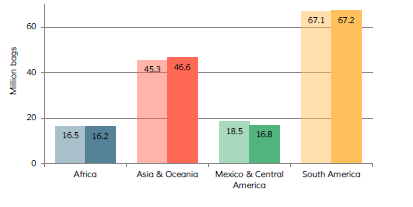 Million bags
60
40
20
0
67.1 67.2
45.3 46.6
16.5 16.2
18.5 16.8
Africa
Asia & Oceania
Mexico & Central
America
South America